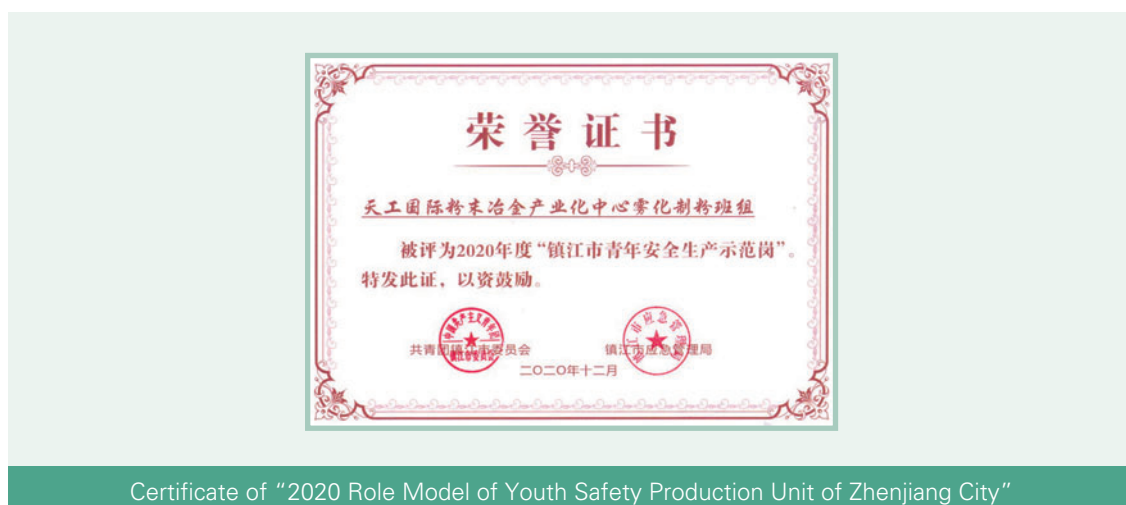 荣誉证书
天工国际粉末冶金产业化中心雾化制粉班组
被评为2020年度“镇江市青年安全生产示范岗”。
特发此证，以资鼓励。
共青团镇江市委员会 镇江市应急管理局
二〇二〇年十二月
Certificate of “2020 Role Model of Youth Safety Production Unit of Zhenjiang City”